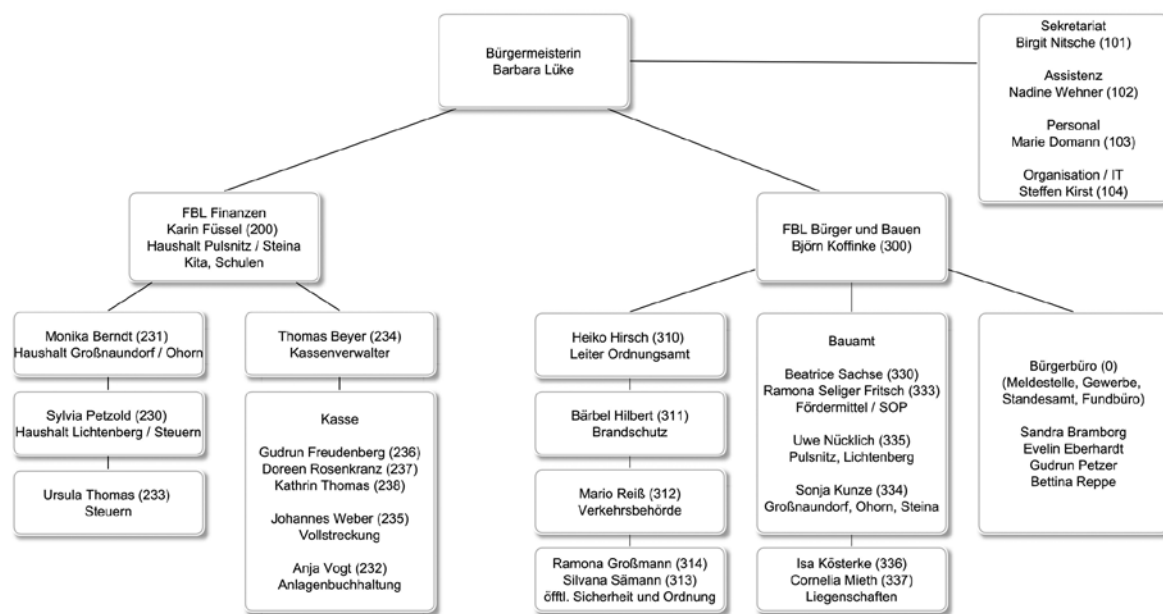 Bürgermeisterin
Barbara Lüke
Sekretariat
Birgit Nitsche (101)
Assistenz
Nadine Wehner (102)
Personal
Marie Domann (103)
Organisation / IT
Steffen Kirst (104)
FBL Finanzen
Karin Füssel (200)
Haushalt Pulsnitz / Steina
Kita, Schulen
FBL Bürger und Bauen
Björn Koffinke (300)
Monika Berndt (231)
Haushalt Großnaundorf / Ohorn
Sylvia Petzold (230)
Haushalt Lichtenberg / Steuern
Ursula Thomas (233)
Steuern
Thomas Beyer (234)
Kassenverwalter
Kasse
Gudrun Freudenberg (236)
Doreen Rosenkranz (237)
Kathrin Thomas (238)
Johannes Weber (235)
Vollstreckung
Anja Vogt (232)
Anlagenbuchhaltung
Heiko Hirsch (310)
Leiter Ordnungsamt
Bärbel Hilbert (311)
Brandschutz
Mario Reiß (312)
Verkehrsbehörde
Ramona Großmann (314)
Silvana Sämann (313)
öfftl. Sicherheit und Ordnung
Bauamt
Beatrice Sachse (330)
Ramona Seliger Fritsch (333)
Fördermittel / SOP
Uwe Nücklich (335)
Pulsnitz, Lichtenberg
Sonja Kunze (334)
Großnaundorf, Ohorn, Steina
Isa Kösterke (336)
Cornelia Mieth (337)
Liegenschaften
Bürgerbüro (0)
(Meldestelle, Gewerbe,
Standesamt, Fundbüro)
Sandra Bramborg
Evelin Eberhardt
Gudrun Petzer
Bettina Reppe